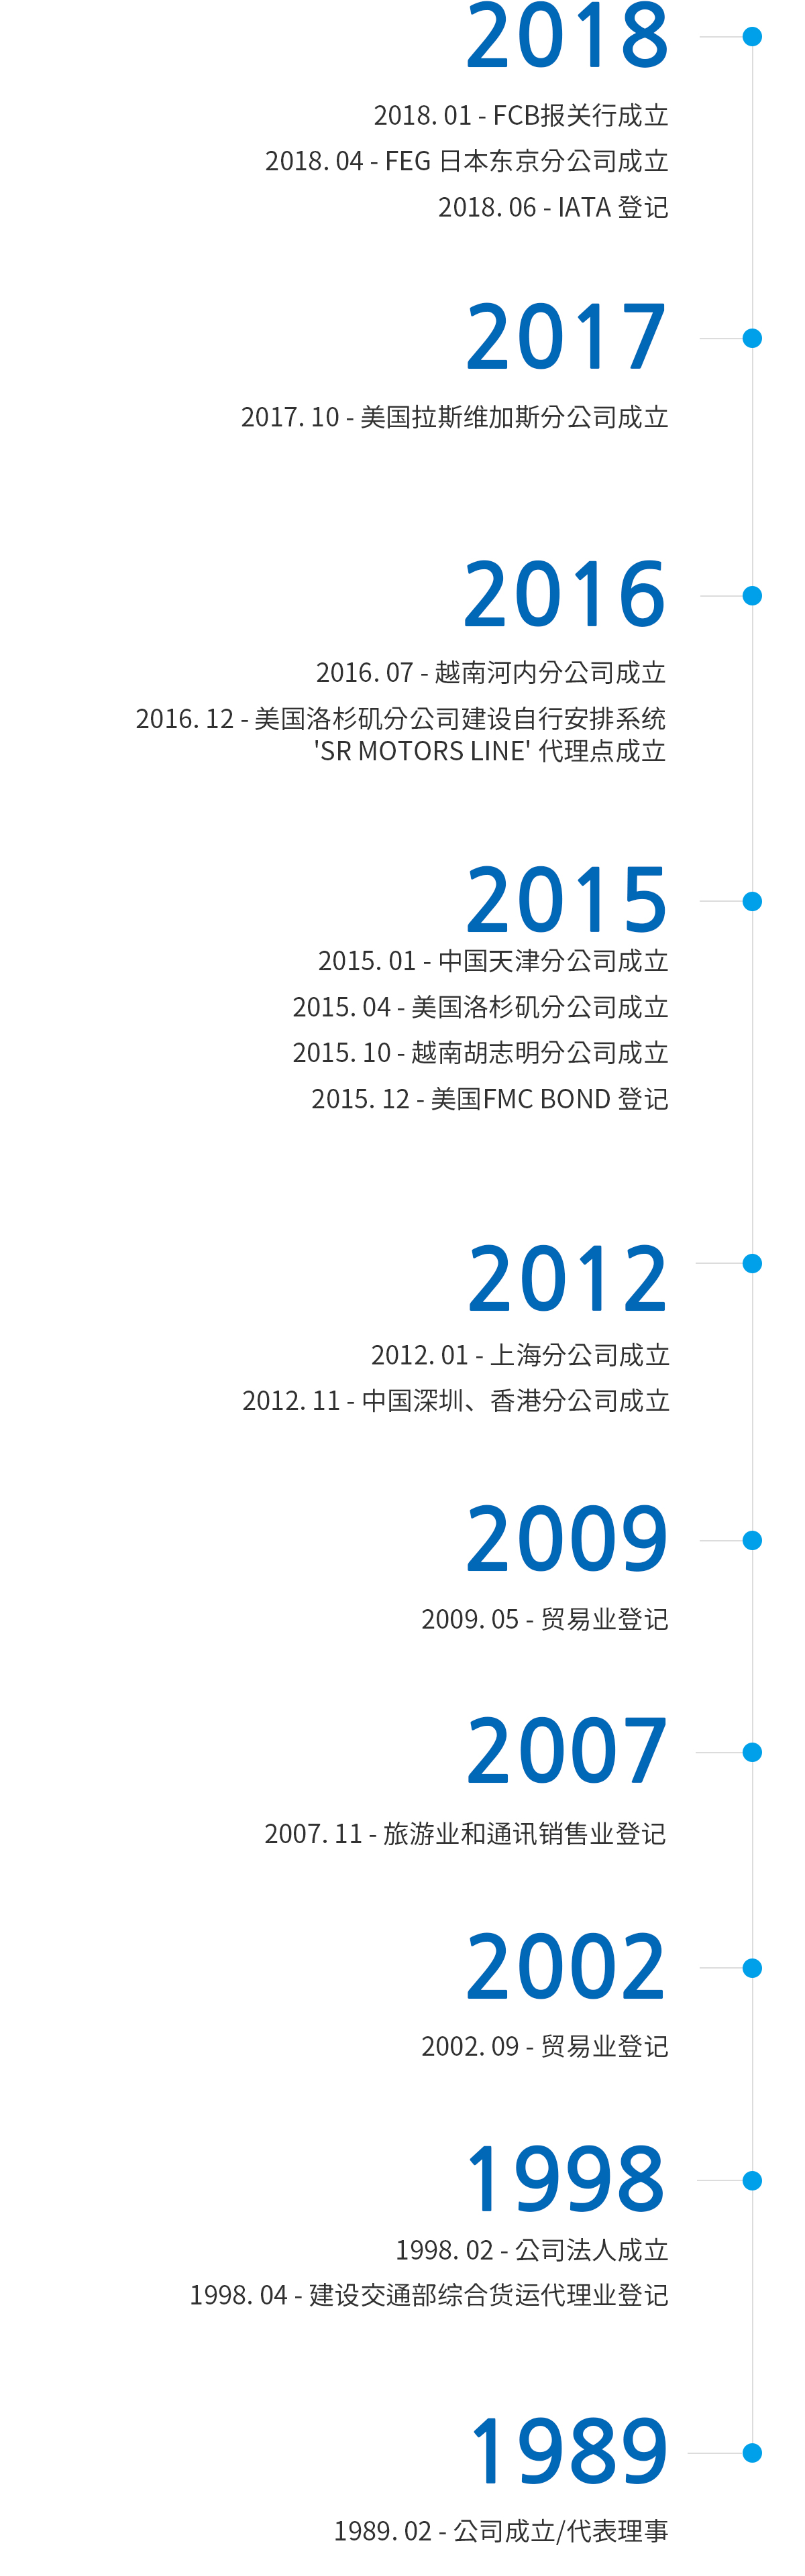 2018
2018. 01 - FCB报关行成立
2018. 04 - FEG 日本东京分公司成立
2018. 06 - IATA 登记
2017
2017. 10 - 美国拉斯维加斯分公司成立
2016
2016. 07 - 越南河内分公司成立
2016. 12 - 美国洛杉矶分公司建设自行安排系统
'SR MOTORS LINE' 代理点成立
2015
2015. 01 - 中国天津分公司成立
2015. 04 - 美国洛杉矶分公司成立
2015. 10 - 越南胡志明分公司成立
2015. 12 - 美国FMC BOND 登记
2012
2012. 01 - 上海分公司成立
2012. 11 - 中国深圳、香港分公司成立
2009
2009. 05 - 贸易业登记
2007
2007. 11 - 旅游业和通讯销售业登记
2002
2002. 09 - 贸易业登记
1998
1998. 02 - 公司法人成立
1998. 04 - 建设交通部综合货运代理业登记
1989
1989. 02 - 公司成立/代表理事